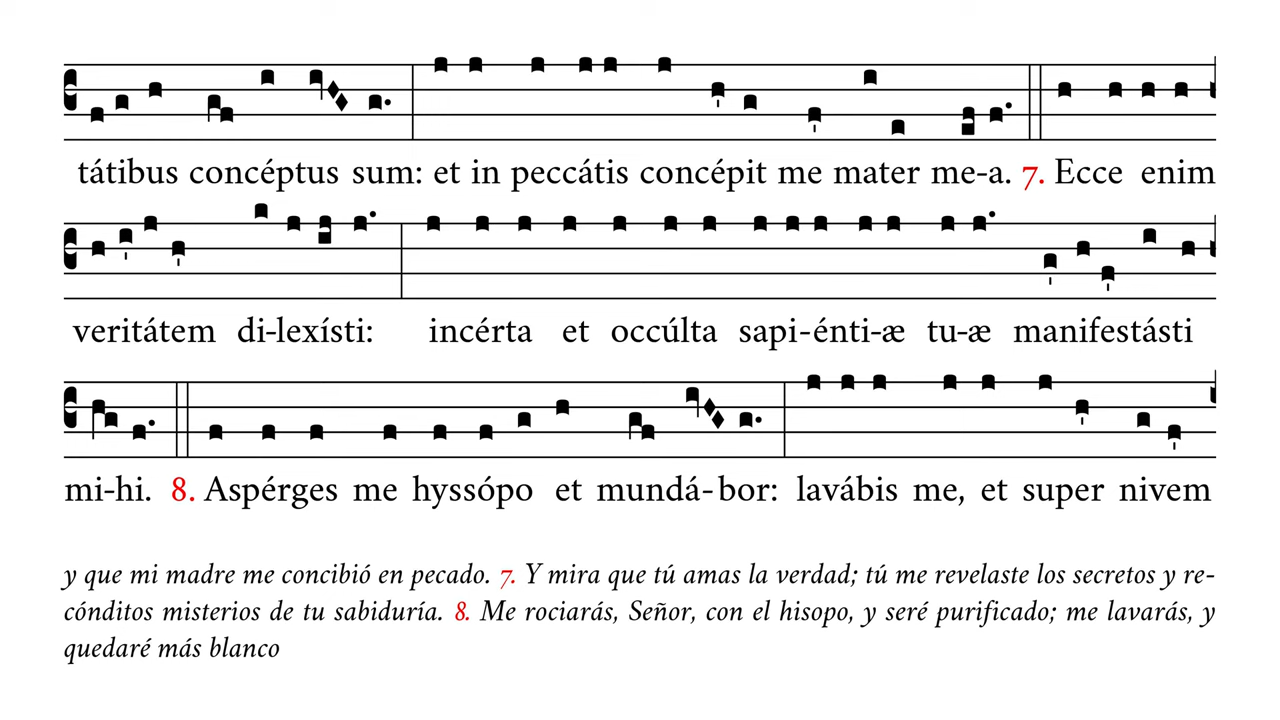 tátibus concéptus sum: et in peccátis concépit me mater me-a. 7. Ecce enim
veritátem di-lexísti: incérta et occúlta sapi-énti-æ tu-æ manifestásti
mi-hi. 8. Aspérges me hyssópo et mundá-bor: lavábis me, et super nivem
y que mi madre me concibió en pecado. 7. Y mira que tú amas la verdad; tú me revelaste los secretos y re-
cónditos misterios de tu sabiduría. 8. Me rociarás, Señor, con el hisopo, y seré purificado; me lavarás, y
quedaré más blanco